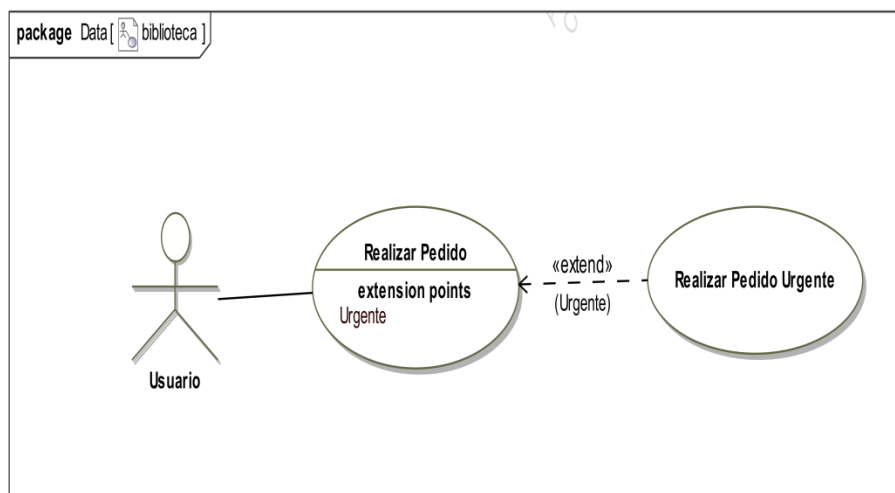 package Data [ biblioteca ]
Realizar Pedido
extension points
Urgente
«extend»
(Urgente)
Realizar Pedido Urgente
Usuario